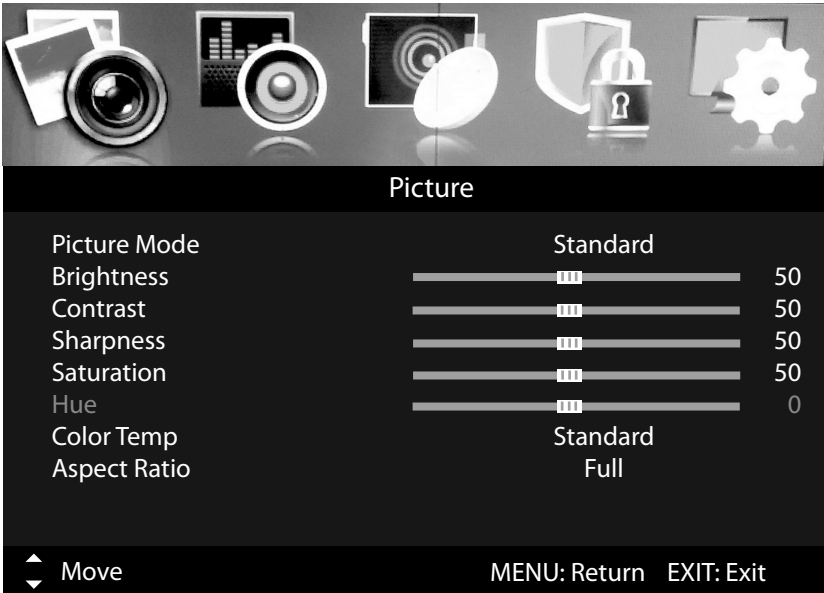 Picture
Picture Mode Standard
Brightness 50
Contrast 50
Sharpness 50
Saturation 50
Hue 0
Color Temp Standard
Aspect Ratio Full
Move MENU: Return EXIT: Exit